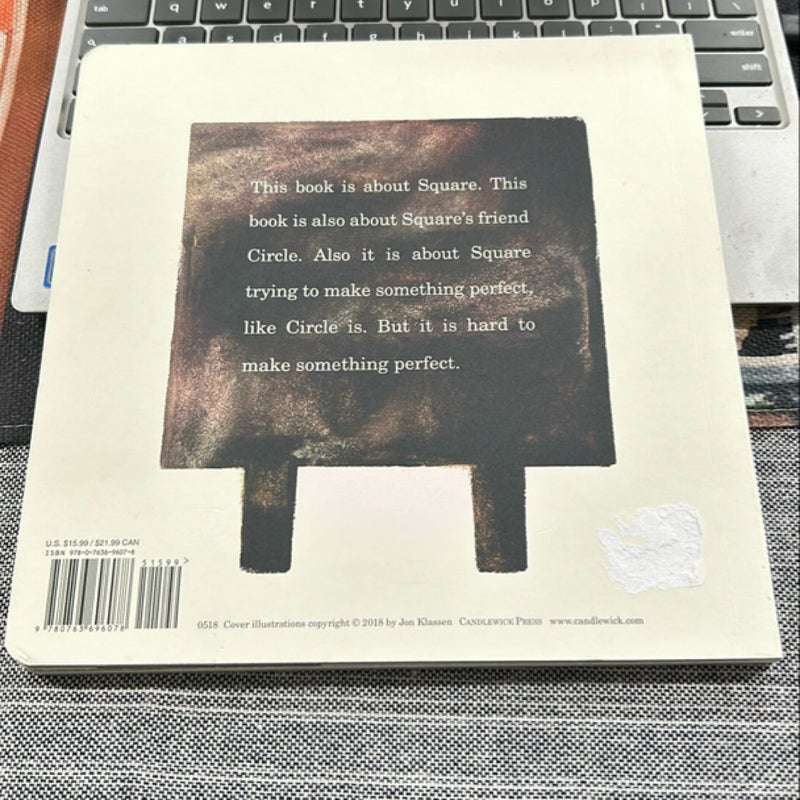 tab q w e r t y u i o p [ ] \
a s d f g h j k l ; ' enter
shift
>
This book is about Square. This
book is also about Square's friend
Circle. Also it is about Square
trying to make something perfect,
like Circle is. But it is hard to
make something perfect.
U.S. $15.99 / $21.99 CAN
ISBN 978-0-7636-9607-8
51599>
9 780763 696078
0518 Cover illustrations copyright © 2018 by Jon Klassen CANDLEWICK PRESS www.candlewick.com